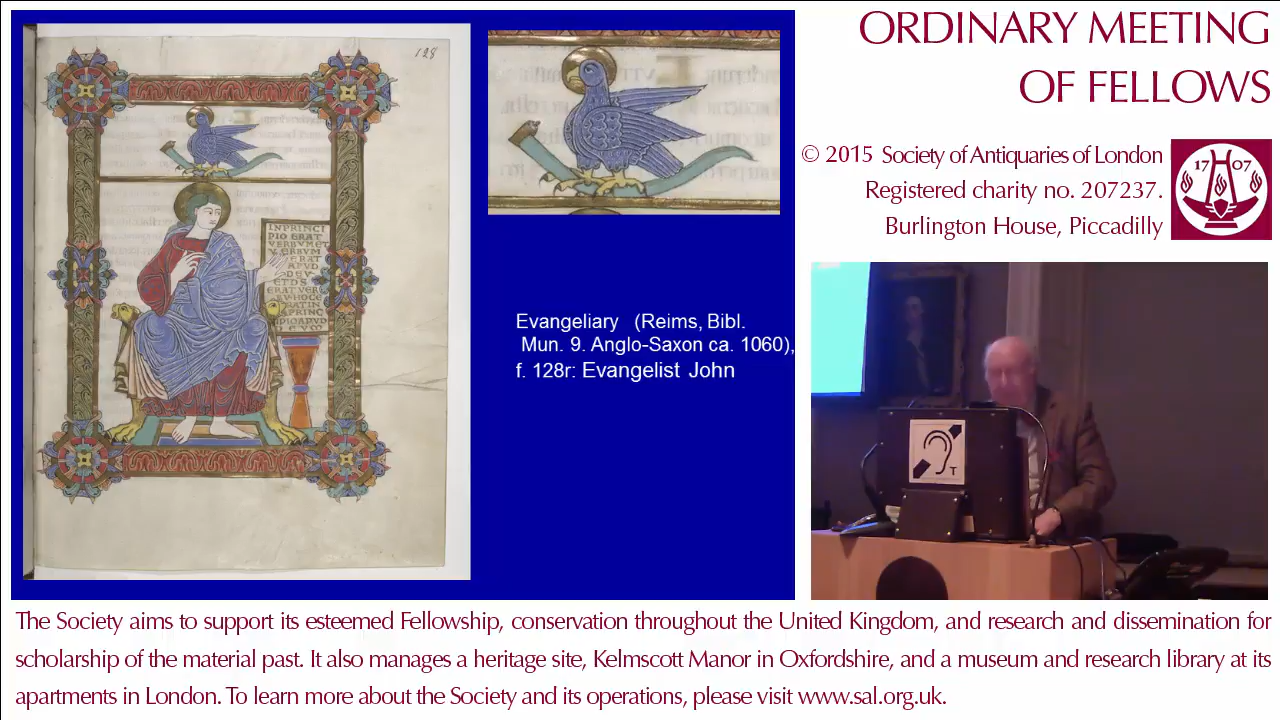 ORDINARY MEETING
OF FELLOWS
© 2015 Society of Antiquaries of London
Registered charity no. 207237.
Burlington House, Piccadilly
17 07
128
IN PRINCI
PIO ERAT
VERBUM ET
ERAT
APUD
Evangeliary (Reims, Bibl.
Mun. 9. Anglo-Saxon ca. 1060),
f. 128r: Evangelist John
T
The Society aims to support its esteemed Fellowship, conservation throughout the United Kingdom, and research and dissemination for
scholarship of the material past. It also manages a heritage site, Kelmscott Manor in Oxfordshire, and a museum and research library at its
apartments in London. To learn more about the Society and its operations, please visit www.sal.org.uk.